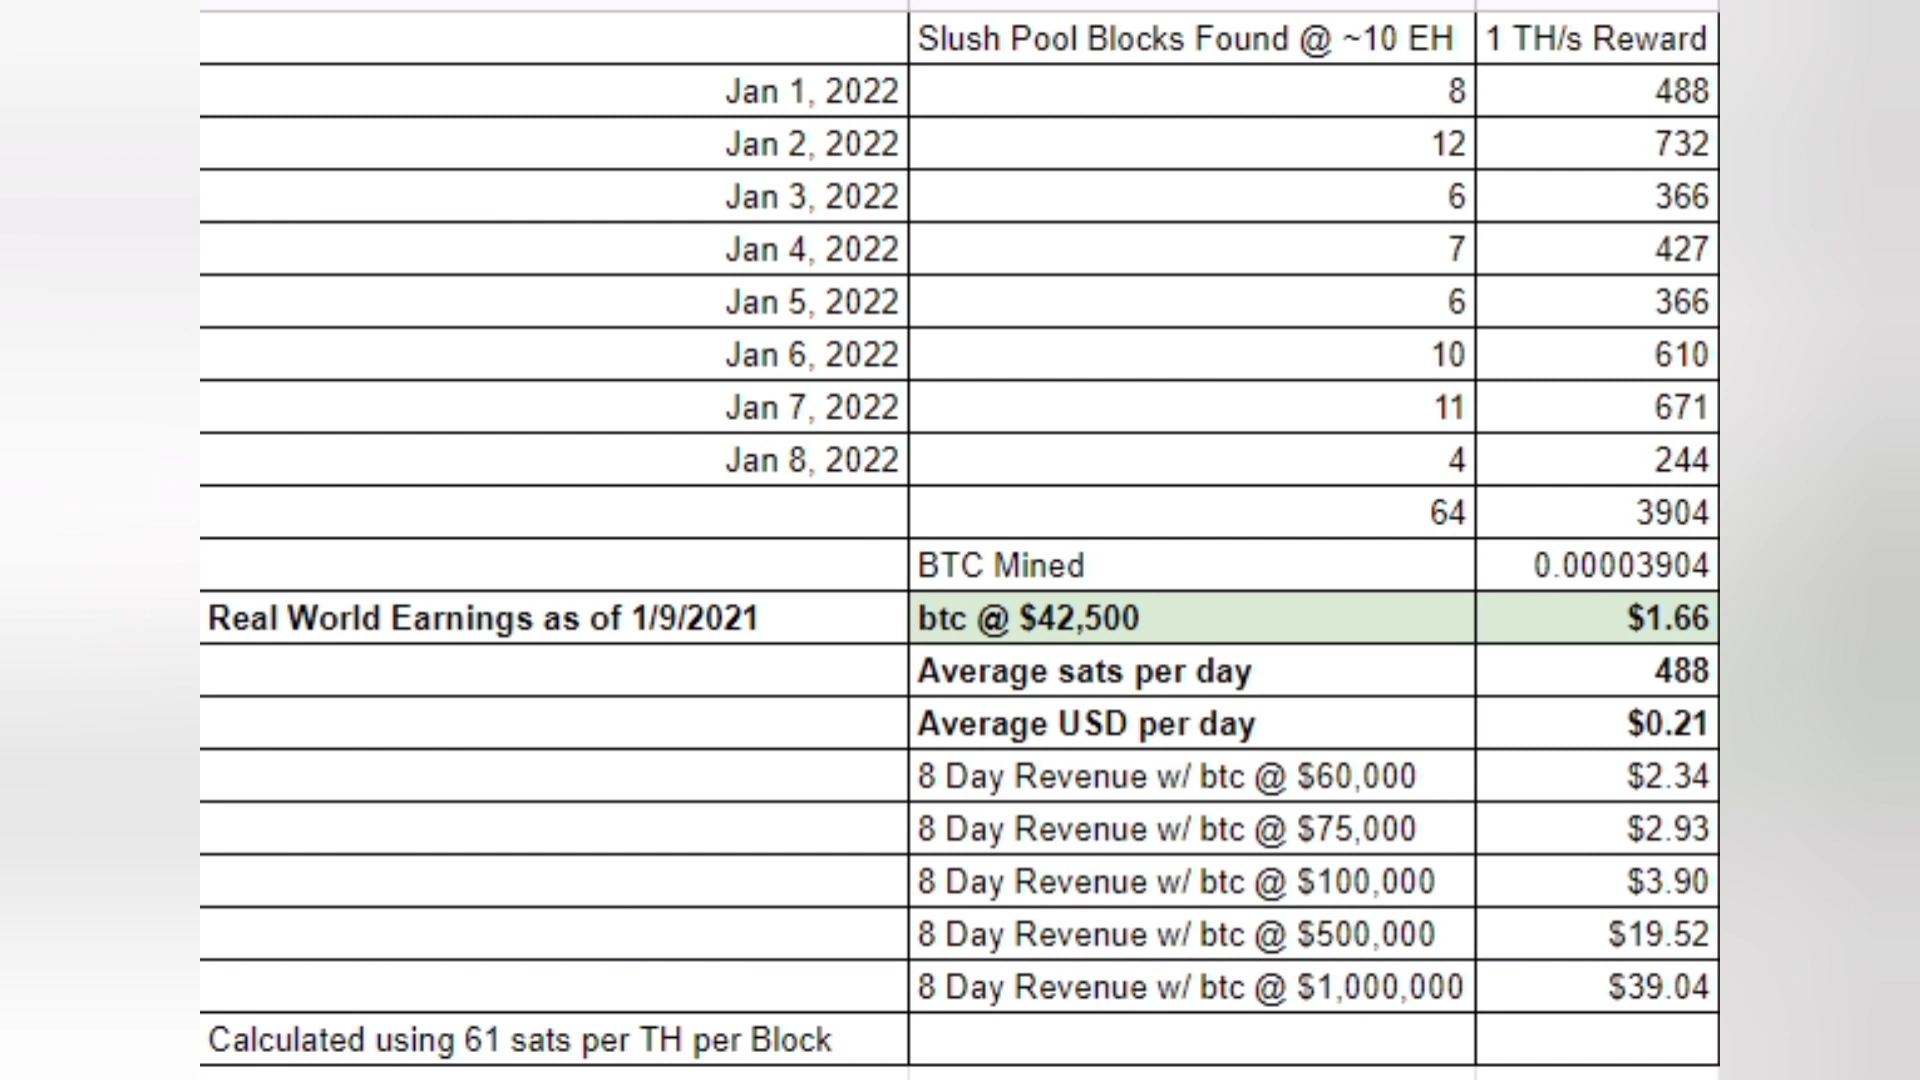 Slush Pool Blocks Found @ ~10 EH 1 TH/s Reward
Jan 1, 2022 8 488
Jan 2, 2022 12 732
Jan 3, 2022 6 366
Jan 4, 2022 7 427
Jan 5, 2022 6 366
Jan 6, 2022 10 610
Jan 7, 2022 11 671
Jan 8, 2022 4 244
64 3904
BTC Mined 0.00003904
Real World Earnings as of 1/9/2021 btc @ $42,500 $1.66
Average sats per day 488
Average USD per day $0.21
8 Day Revenue w/ btc @ $60,000 $2.34
8 Day Revenue w/ btc @ $75,000 $2.93
8 Day Revenue w/ btc @ $100,000 $3.90
8 Day Revenue w/ btc @ $500,000 $19.52
8 Day Revenue w/ btc @ $1,000,000 $39.04
Calculated using 61 sats per TH per Block